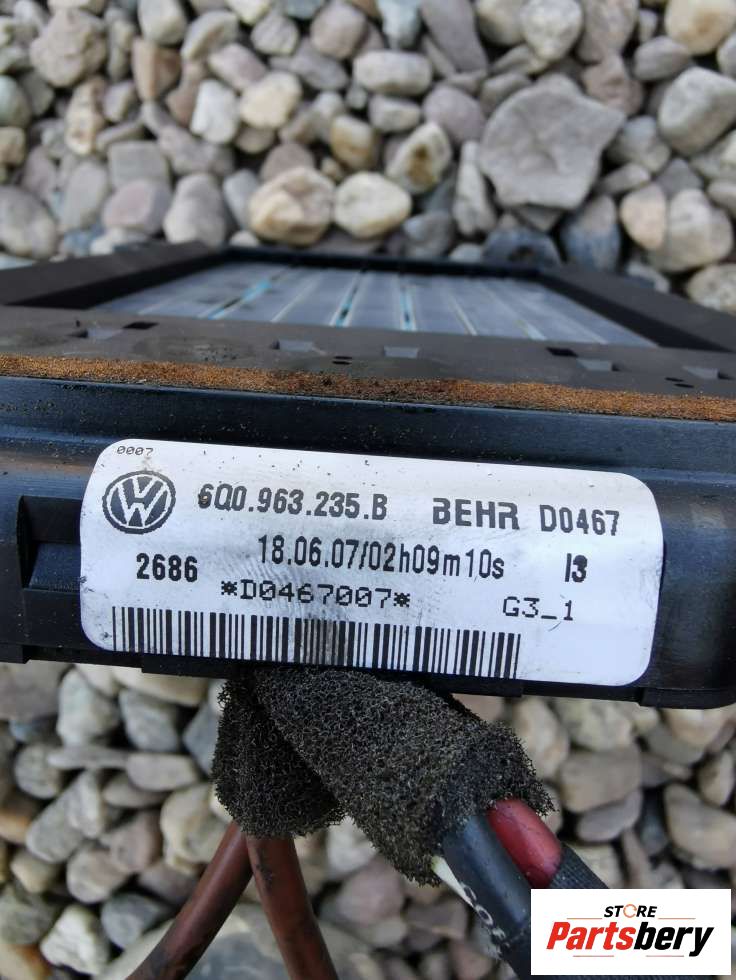 0007
6Q0.963.235.B BEHR D0467
18.06.07/02h09m10s I3
2686 *D0467007* G3_1
STORE
Partsbery